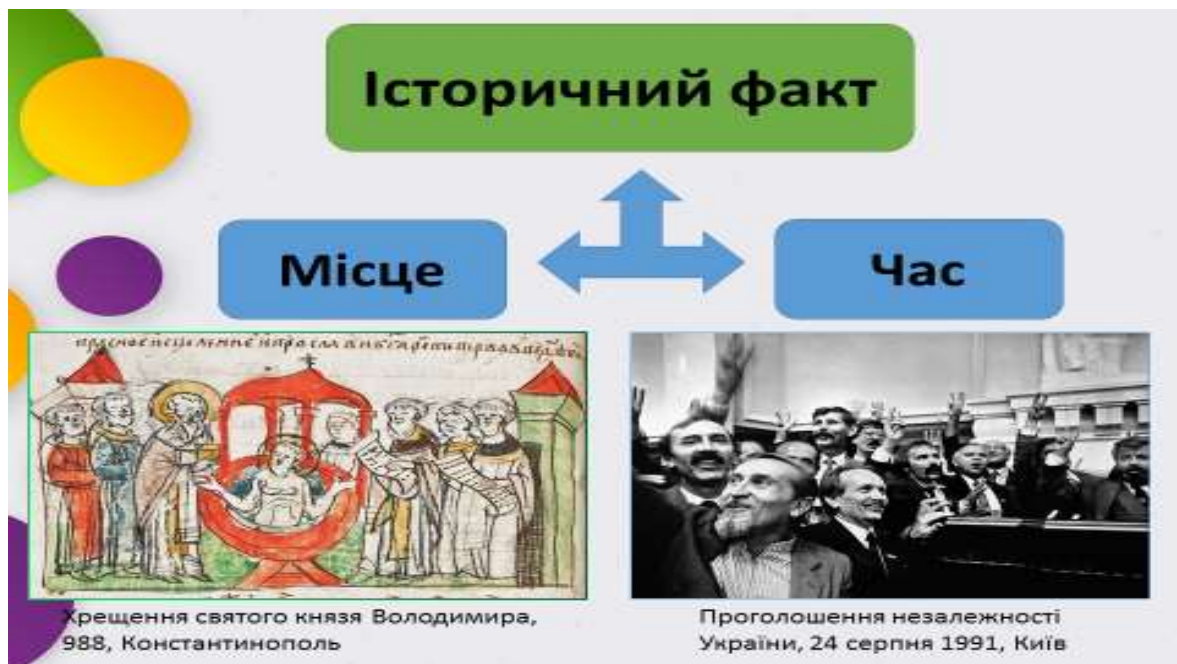 Історичний факт
Місце
Час
Хрещення святого князя Володимира,
988, Константинополь
Проголошення незалежності
України, 24 серпня 1991, Київ